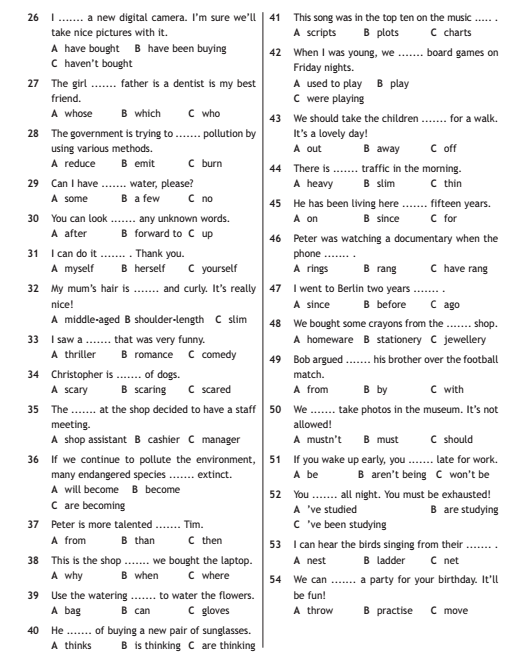 26 I ....... a new digital camera. I'm sure we'll
take nice pictures with it.
A have bought B have been buying
C haven't bought
27 The girl ....... father is a dentist is my best
friend.
A whose B which C who
28 The government is trying to ....... pollution by
using various methods.
A reduce B emit C burn
29 Can I have ....... water, please?
A some B a few C no
30 You can look ....... any unknown words.
A after B forward to C up
31 I can do it ....... . Thank you.
A myself B herself C yourself
32 My mum's hair is ....... and curly. It's really
nice!
A middle-aged B shoulder-length C slim
33 I saw a ....... that was very funny.
A thriller B romance C comedy
34 Christopher is ....... of dogs.
A scary B scaring C scared
35 The ....... at the shop decided to have a staff
meeting.
A shop assistant B cashier C manager
36 If we continue to pollute the environment,
many endangered species ....... extinct.
A will become B become
C are becoming
37 Peter is more talented ....... Tim.
A from B than C then
38 This is the shop ....... we bought the laptop.
A why B when C where
39 Use the watering ....... to water the flowers.
A bag B can C gloves
40 He ....... of buying a new pair of sunglasses.
A thinks B is thinking C are thinking
41 This song was in the top ten on the music ..... .
A scripts B plots C charts
42 When I was young, we ....... board games on
Friday nights.
A used to play B play
C were playing
43 We should take the children ....... for a walk.
It's a lovely day!
A out B away C off
44 There is ....... traffic in the morning.
A heavy B slim C thin
45 He has been living here ....... fifteen years.
A on B since C for
46 Peter was watching a documentary when the
phone ....... .
A rings B rang C have rang
47 I went to Berlin two years ....... .
A since B before C ago
48 We bought some crayons from the ....... shop.
A homeware B stationery C jewellery
49 Bob argued ....... his brother over the football
match.
A from B by C with
50 We ....... take photos in the museum. It's not
allowed!
A mustn't B must C should
51 If you wake up early, you ....... late for work.
A be B aren't being C won't be
52 You ....... all night. You must be exhausted!
A 've studied B are studying
C 've been studying
53 I can hear the birds singing from their ....... .
A nest B ladder C net
54 We can ....... a party for your birthday. It'll
be fun!
A throw B practise C move